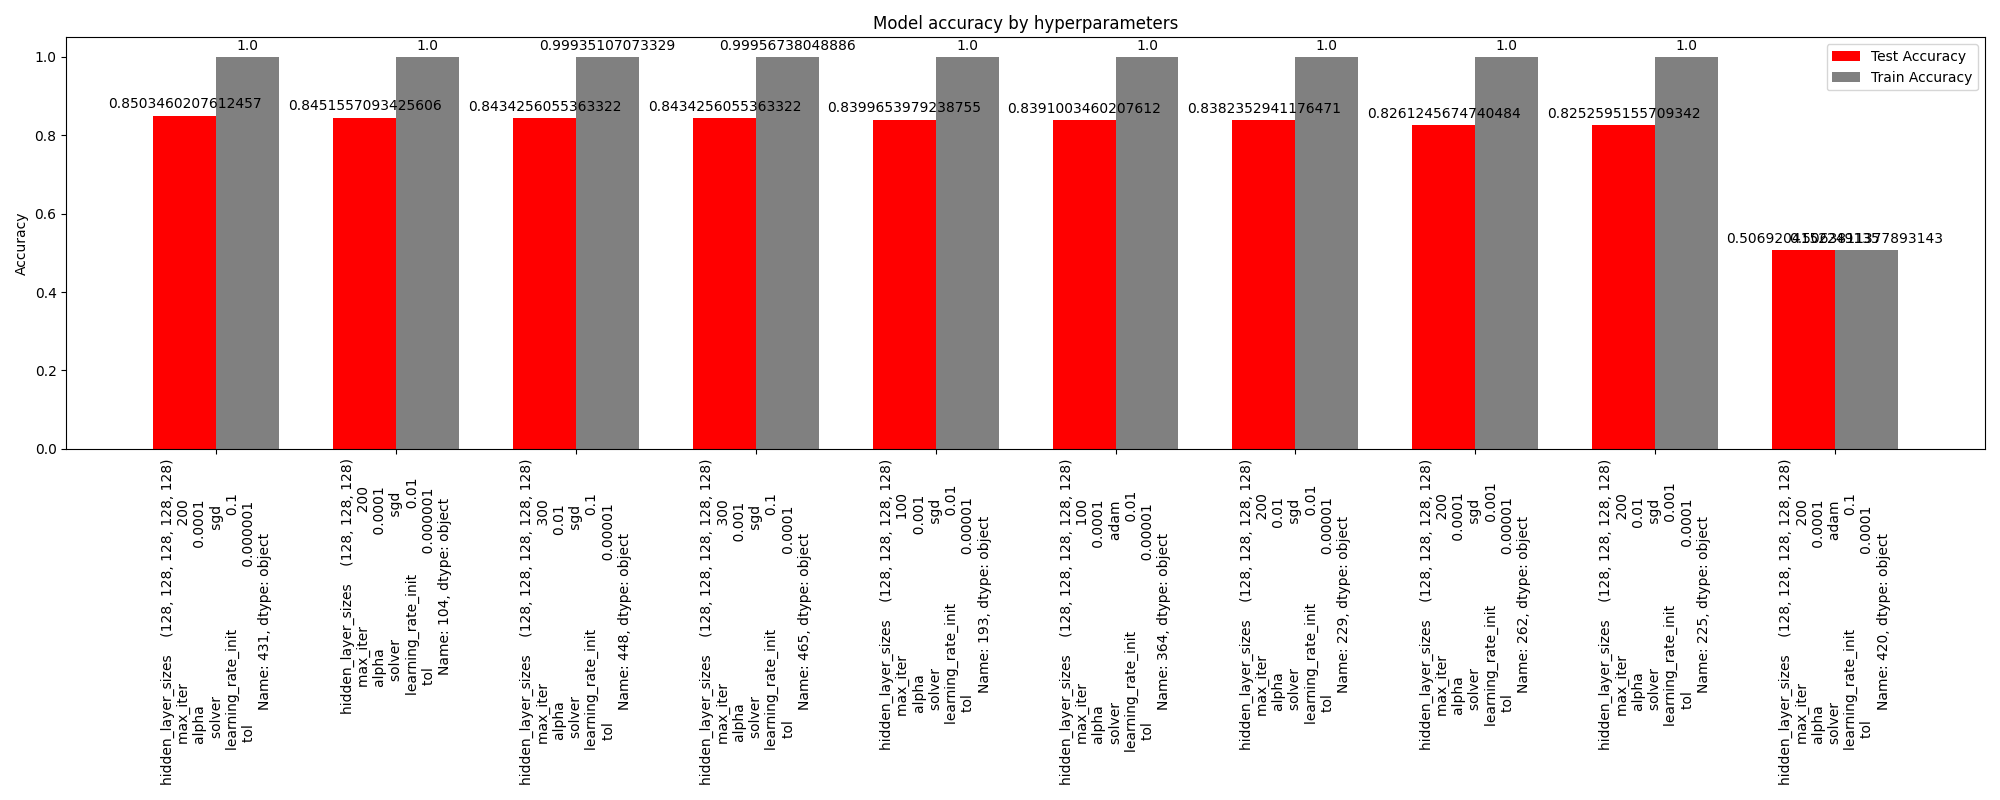 Model accuracy by hyperparameters
Accuracy
1.0
0.8
0.6
0.4
0.2
0.0
Test Accuracy
Train Accuracy
0.8503460207612457
1.0
0.8451557093425606
1.0
0.8434256055363322
0.99935107073329
0.8434256055363322
0.99956738048886
0.8399653979238755
1.0
0.8391003460207612
1.0
0.8382352941176471
1.0
0.8261245674740484
1.0
0.8252595155709342
1.0
hidden_layer_sizes (128, 128, 128, 128, 128)
max_iter 200
alpha 0.0001
solver sgd
learning_rate_init 0.1
tol 0.000001
Name: 431, dtype: object
hidden_layer_sizes (128, 128, 128)
max_iter 200
alpha 0.0001
solver sgd
learning_rate_init 0.01
tol 0.000001
Name: 104, dtype: object
hidden_layer_sizes (128, 128, 128, 128, 128)
max_iter 300
alpha 0.01
solver sgd
learning_rate_init 0.1
tol 0.00001
Name: 448, dtype: object
hidden_layer_sizes (128, 128, 128, 128, 128)
max_iter 300
alpha 0.001
solver sgd
learning_rate_init 0.1
tol 0.0001
Name: 465, dtype: object
hidden_layer_sizes (128, 128, 128, 128)
max_iter 100
alpha 0.001
solver sgd
learning_rate_init 0.01
tol 0.00001
Name: 193, dtype: object
hidden_layer_sizes (128, 128, 128, 128, 128)
max_iter 100
alpha 0.0001
solver adam
learning_rate_init 0.01
tol 0.00001
Name: 364, dtype: object
hidden_layer_sizes (128, 128, 128, 128)
max_iter 200
alpha 0.01
solver sgd
learning_rate_init 0.01
tol 0.00001
Name: 229, dtype: object
hidden_layer_sizes (128, 128, 128, 128)
max_iter 200
alpha 0.0001
solver sgd
learning_rate_init 0.001
tol 0.00001
Name: 262, dtype: object
hidden_layer_sizes (128, 128, 128, 128)
max_iter 200
alpha 0.01
solver sgd
learning_rate_init 0.001
tol 0.0001
Name: 225, dtype: object
hidden_layer_sizes (128, 128, 128, 128, 128)
max_iter 200
alpha 0.0001
solver adam
learning_rate_init 0.1
tol 0.0001
Name: 420, dtype: object